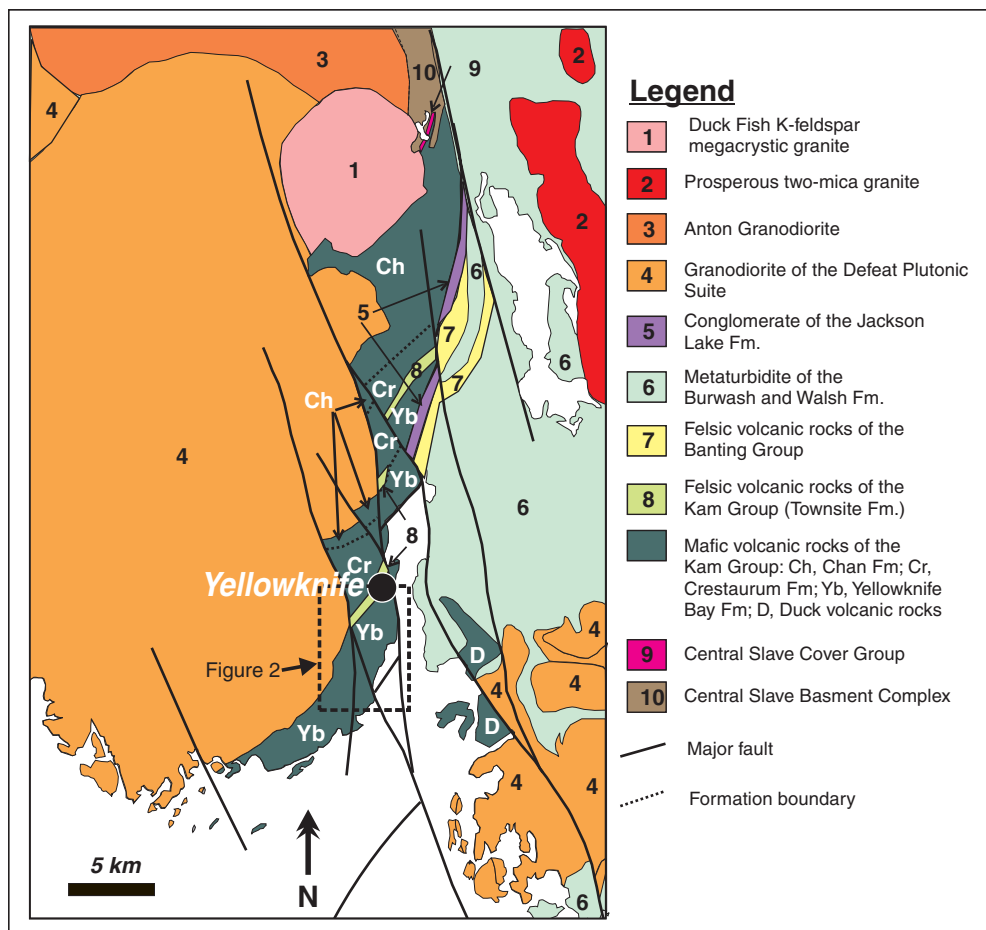 3
10
9
2
4
1
2
Ch
6
5
7
8
6
Cr
7
Ch
Yb
Cr
4
Yb
6
8
Cr
Yellowknife
4
Yb
D
Figure 2
4
4
Yb
D
4
4
5 km
N
6
Legend
1 Duck Fish K-feldspar
megacrystic granite
2 Prosperous two-mica granite
3 Anton Granodiorite
4 Granodiorite of the Defeat Plutonic
Suite
5 Conglomerate of the Jackson
Lake Fm.
6 Metaturbidite of the
Burwash and Walsh Fm.
7 Felsic volcanic rocks of the
Banting Group
8 Felsic volcanic rocks of the
Kam Group (Townsite Fm.)
Mafic volcanic rocks of the
Kam Group: Ch, Chan Fm; Cr,
Crestaurum Fm; Yb, Yellowknife
Bay Fm; D, Duck volcanic rocks
9 Central Slave Cover Group
10 Central Slave Basment Complex
Major fault
Formation boundary